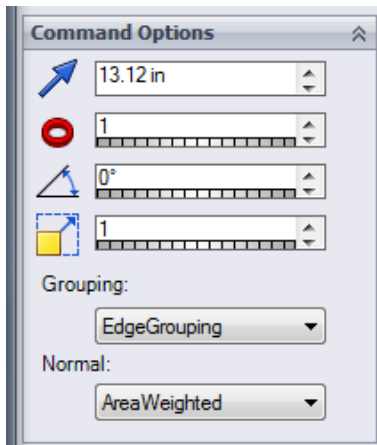 Command Options
13.12 in
1
0°
1
Grouping:
EdgeGrouping
Normal:
AreaWeighted